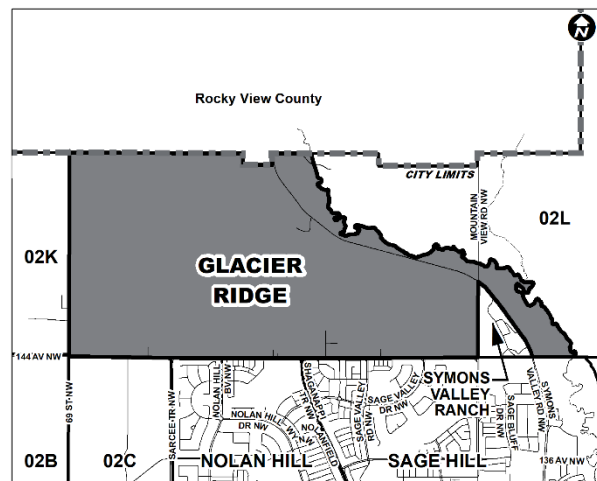 N
Rocky View County
CITY LIMITS
MOUNTAIN
VIEW RD NW
02L
02K
GLACIER
RIDGE
144 AV NW
SYMONS
VALLEY
RANCH
69 ST NW
SARCEE TR NW
NOLAN HILL
BV NW
NOLAN HILL
DR NW
SHAGANAPPI
TR NW
SAGE VALLEY
RD NW
SAGE VALLEY
DR NW
SAGE BLUFF
DR NW
SYMONS
VALLEY RD NW
136 AV NW
02B
02C
NOLAN HILL
SAGE HILL